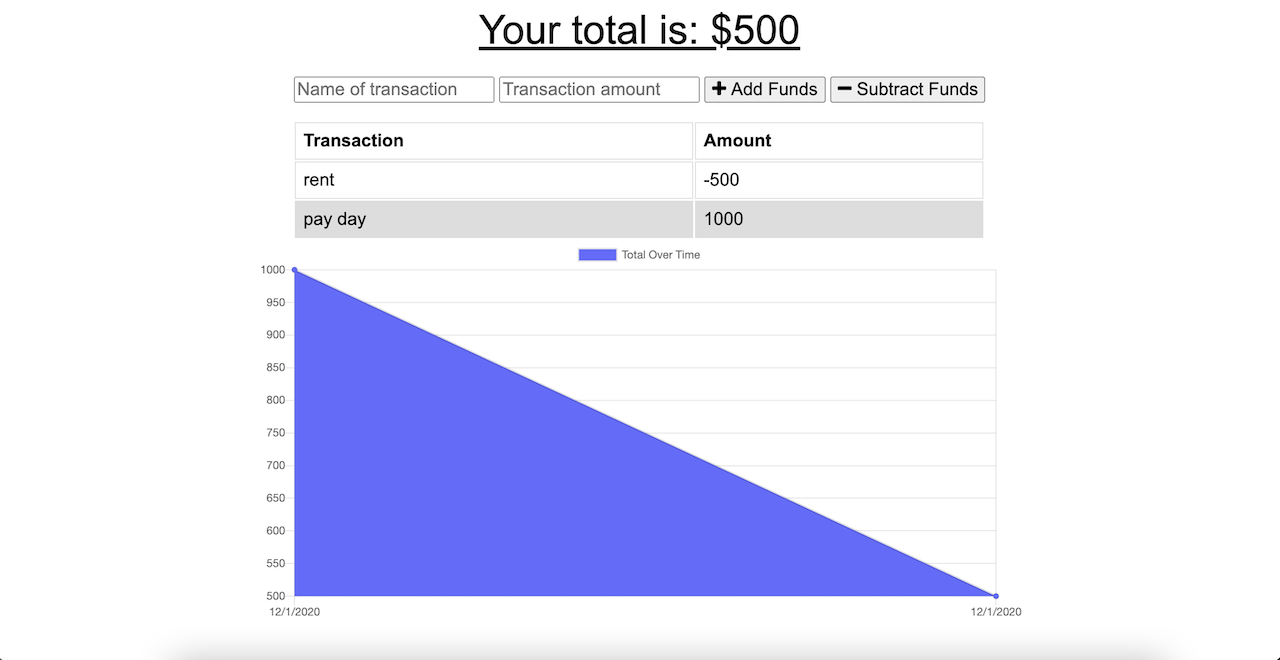 Your total is: $500
Name of transaction Transaction amount + Add Funds − Subtract Funds
Transaction Amount
rent -500
pay day 1000
Total Over Time
1000
950
900
850
800
750
700
650
600
550
500
12/1/2020 12/1/2020